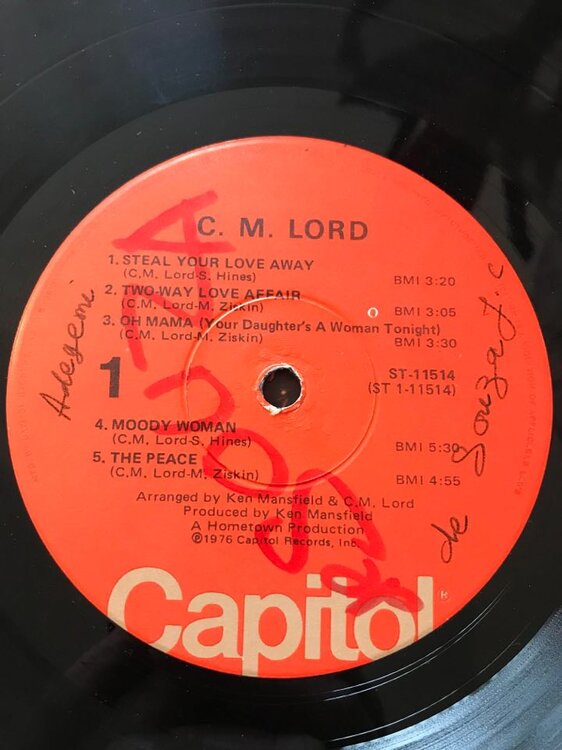 C. M. LORD
1. STEAL YOUR LOVE AWAY
(C.M. Lord-S. Hines) BMI 3:20
2. TWO-WAY LOVE AFFAIR
(C.M. Lord-M. Ziskin) BMI 3:05
3. OH MAMA (Your Daughter's A Woman Tonight)
(C.M. Lord-M. Ziskin) BMI 3:30
1
ST-11514
(ST 1-11514)
4. MOODY WOMAN
(C.M. Lord-S. Hines) BMI 5:30
5. THE PEACE
(C.M. Lord-M. Ziskin) BMI 4:55
Arranged by Ken Mansfield & C.M. Lord
Produced by Ken Mansfield
A Hometown Production
℗1976 Capitol Records, Inc.
Capitol®
Adegemi
de Souza J. C